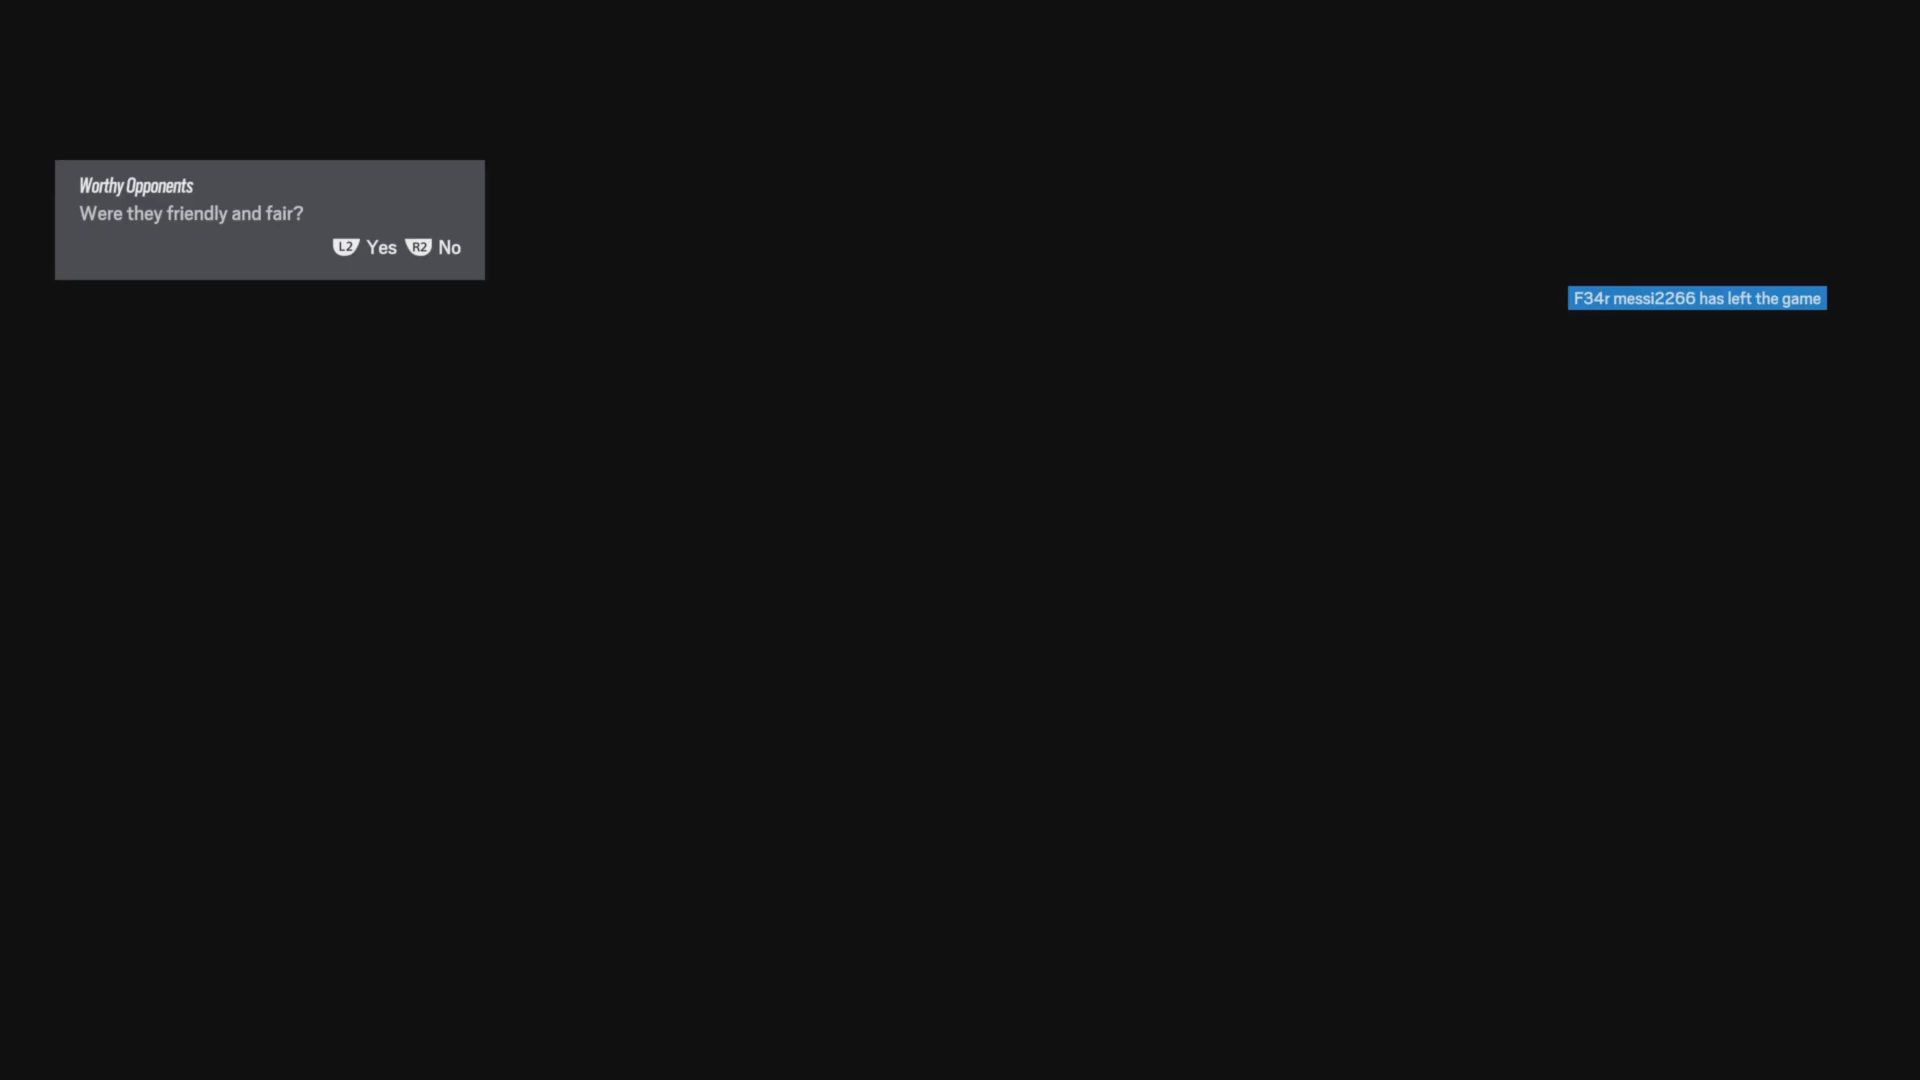 Worthy Opponents
Were they friendly and fair?
L2 Yes R2 No
F34r messi2266 has left the game